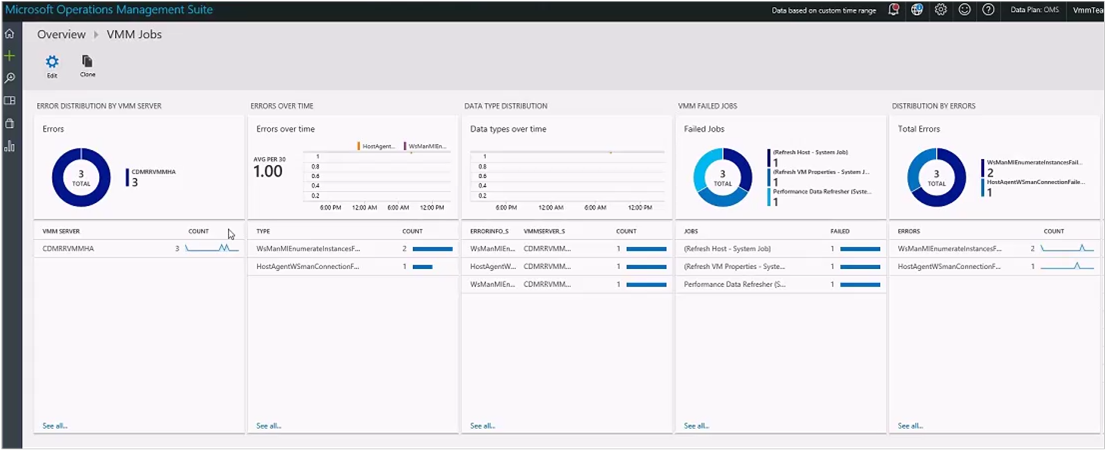 Microsoft Operations Management Suite
Data based on custom time range
Data Plan: OMS
VmmTea
Overview > VMM Jobs
Edit
Clone
ERROR DISTRIBUTION BY VMM SERVER
Errors
3
TOTAL
CDMRRVMMHA
3
VMM SERVER COUNT
CDMRRVMMHA 3
See all...
ERRORS OVER TIME
Errors over time
HostAgent... WsManMIEn...
AVG PER 30
1.00
1
0.8
0.6
0.4
0.2
6:00 PM 12:00 AM 6:00 AM 12:00 PM
TYPE COUNT
WsManMIEnumerateInstancesF... 2
HostAgentWSmanConnectionF... 1
See all...
DATA TYPE DISTRIBUTION
Data types over time
1
0.8
0.6
0.4
0.2
6:00 PM 12:00 AM 6:00 AM 12:00 PM
ERRORINFO_S VMMSERVER_S COUNT
WsManMIEn... CDMRRVMM... 1
HostAgentW... CDMRRVMM... 1
WsManMIEn... CDMRRVMM... 1
See all...
VMM FAILED JOBS
Failed Jobs
3
TOTAL
(Refresh Host - System Job)
1
(Refresh VM Properties - System J...
1
Performance Data Refresher (Syste...
1
JOBS FAILED
(Refresh Host - System Job) 1
(Refresh VM Properties - Syste... 1
Performance Data Refresher (S... 1
See all...
DISTRIBUTION BY ERRORS
Total Errors
3
TOTAL
WsManMIEnumerateInstancesFail...
2
HostAgentWSmanConnectionFaile...
1
ERRORS COUNT
WsManMIEnumerateInstancesF... 2
HostAgentWSmanConnectionF... 1
See all...